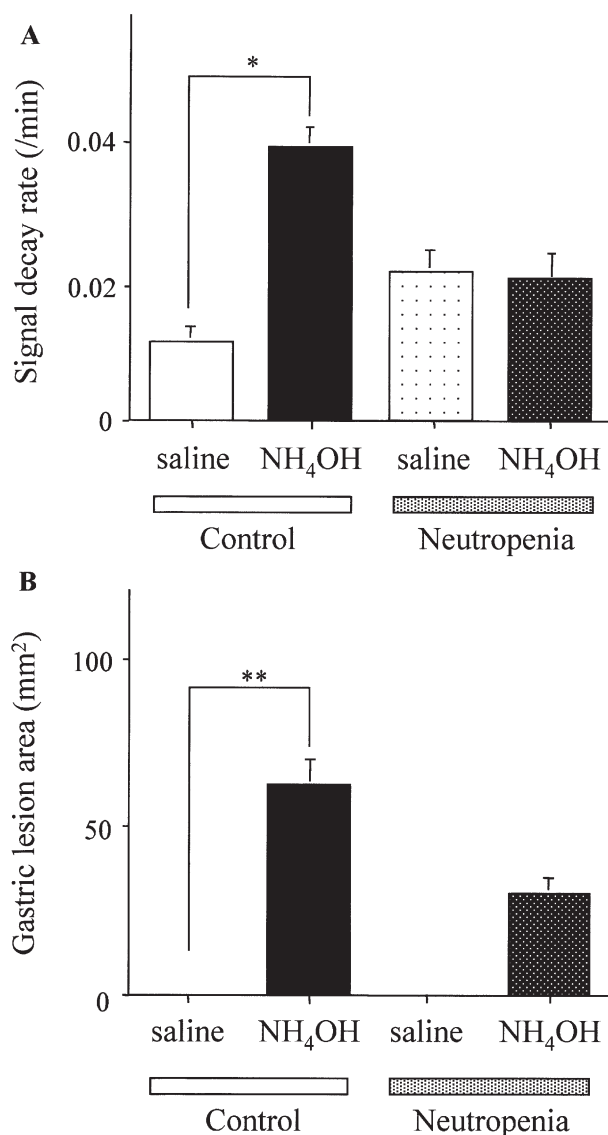 A
Signal decay rate (/min)
0.04
0.02
0
*
saline NH₄OH saline NH₄OH
Control Neutropenia
B
Gastric lesion area (mm²)
100
50
0
**
saline NH₄OH saline NH₄OH
Control Neutropenia